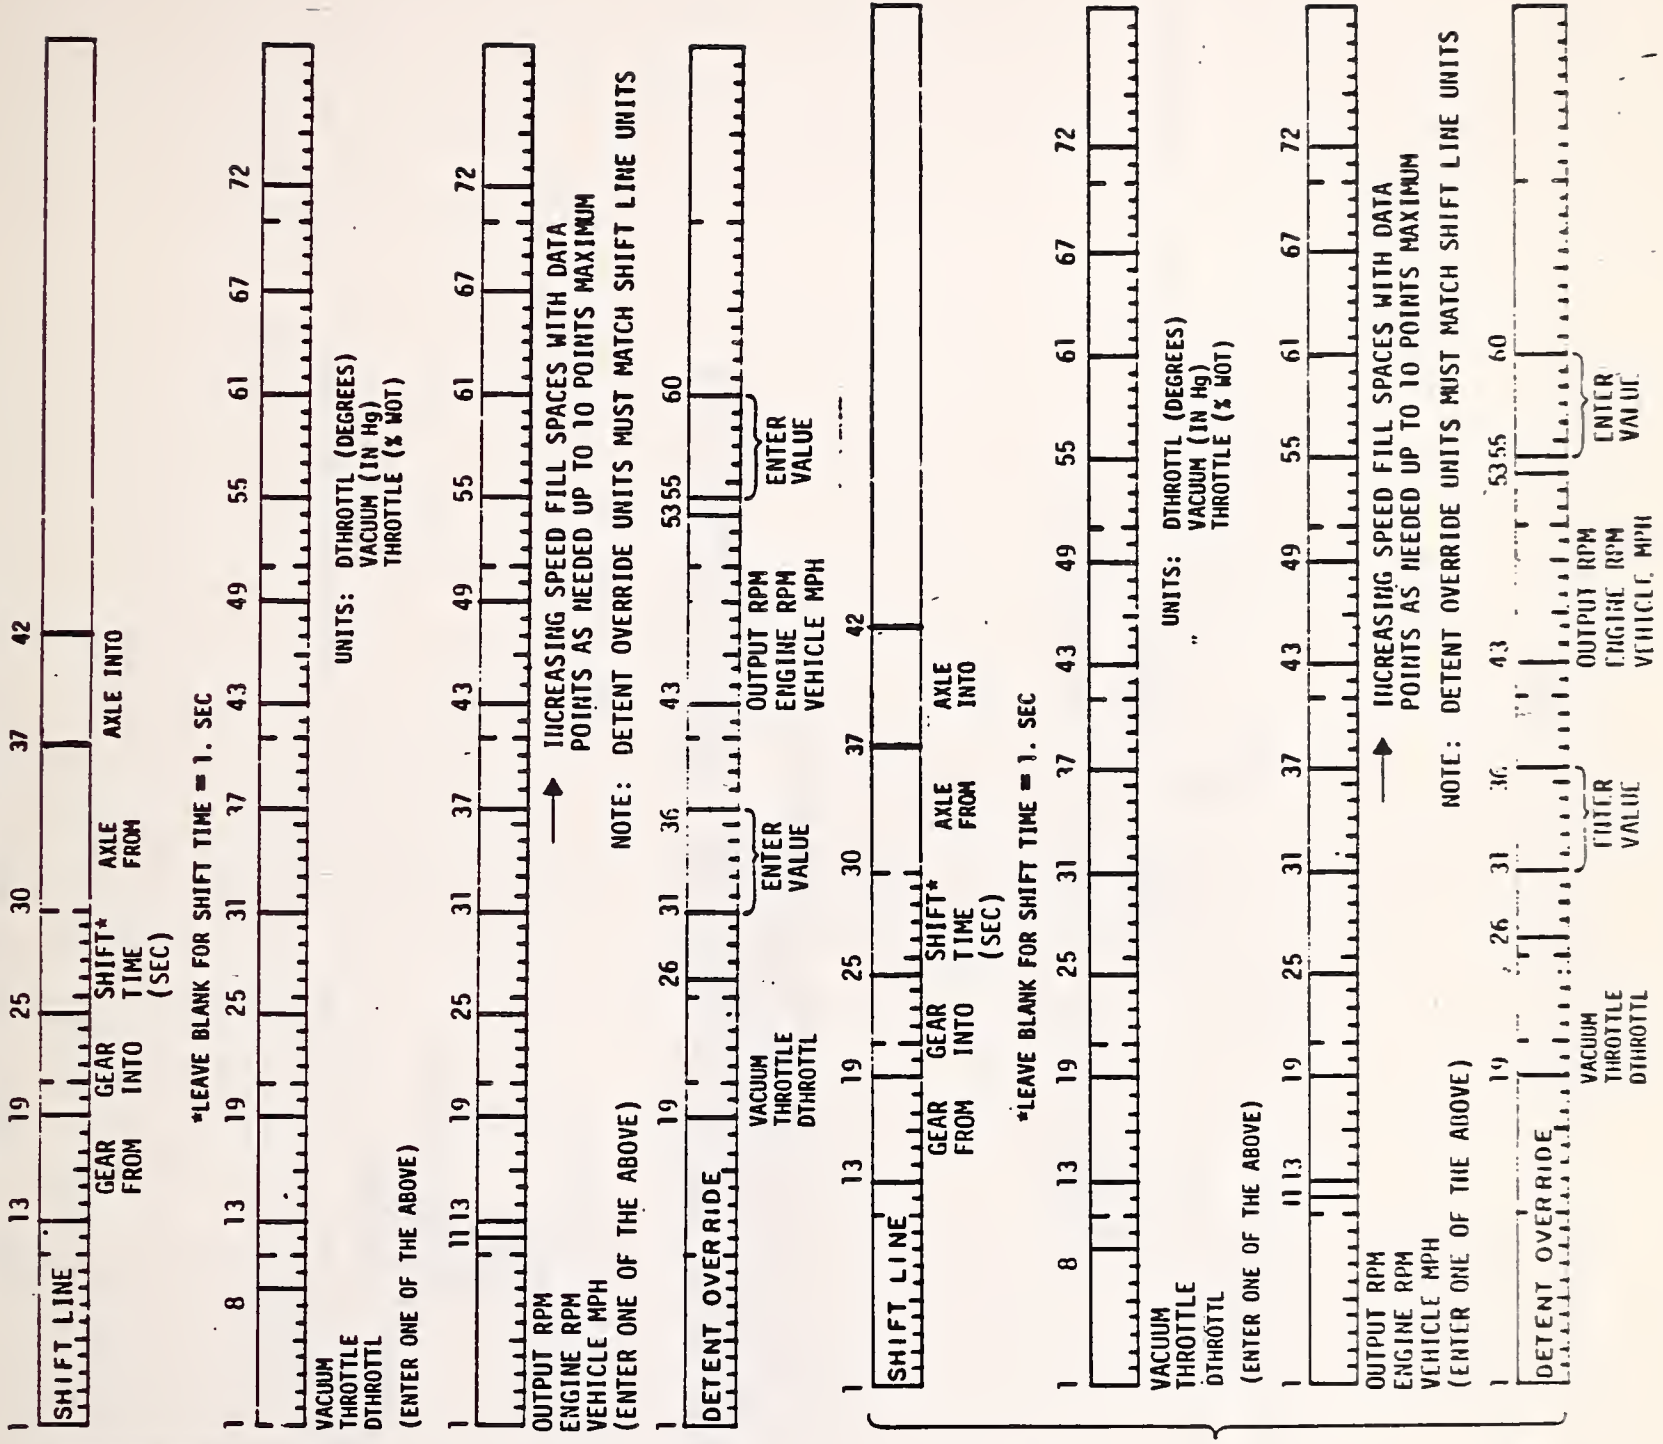 1 13 19 25 30 37 42
SHIFT LINE
GEAR FROM
GEAR INTO
SHIFT* TIME (SEC)
AXLE FROM
AXLE INTO
*LEAVE BLANK FOR SHIFT TIME = 1. SEC
1 8 13 19 25 31 37 43 49 55 61 67 72
VACUUM
THROTTLE
DTHROTTL
UNITS: DTHROTTL (DEGREES)
VACUUM (IN Hg)
THROTTLE (% WOT)
(ENTER ONE OF THE ABOVE)
1 11 13 19 25 31 37 43 49 55 61 67 72
OUTPUT RPM
ENGINE RPM
VEHICLE MPH
(ENTER ONE OF THE ABOVE)
INCREASING SPEED FILL SPACES WITH DATA
POINTS AS NEEDED UP TO 10 POINTS MAXIMUM
NOTE: DETENT OVERRIDE UNITS MUST MATCH SHIFT LINE UNITS
1 19 26 31 36 43 53 55 60
DETENT OVERRIDE
VACUUM
THROTTLE
DTHROTTL
ENTER
VALUE
OUTPUT RPM
ENGINE RPM
VEHICLE MPH
ENTER
VALUE
1 13 19 25 30 37 42
SHIFT LINE
GEAR FROM
GEAR INTO
SHIFT* TIME (SEC)
AXLE FROM
AXLE INTO
*LEAVE BLANK FOR SHIFT TIME = 1. SEC
1 8 13 19 25 31 37 43 49 55 61 67 72
VACUUM
THROTTLE
DTHROTTL
UNITS: DTHROTTL (DEGREES)
VACUUM (IN Hg)
THROTTLE (% WOT)
(ENTER ONE OF THE ABOVE)
1 11 13 19 25 31 37 43 49 55 61 67 72
OUTPUT RPM
ENGINE RPM
VEHICLE MPH
(ENTER ONE OF THE ABOVE)
INCREASING SPEED FILL SPACES WITH DATA
POINTS AS NEEDED UP TO 10 POINTS MAXIMUM
NOTE: DETENT OVERRIDE UNITS MUST MATCH SHIFT LINE UNITS
1 19 26 31 36 43 53 55 60
DETENT OVERRIDE
VACUUM
THROTTLE
DTHROTTL
ENTER
VALUE
OUTPUT RPM
ENGINE RPM
VEHICLE MPH
ENTER
VALUE